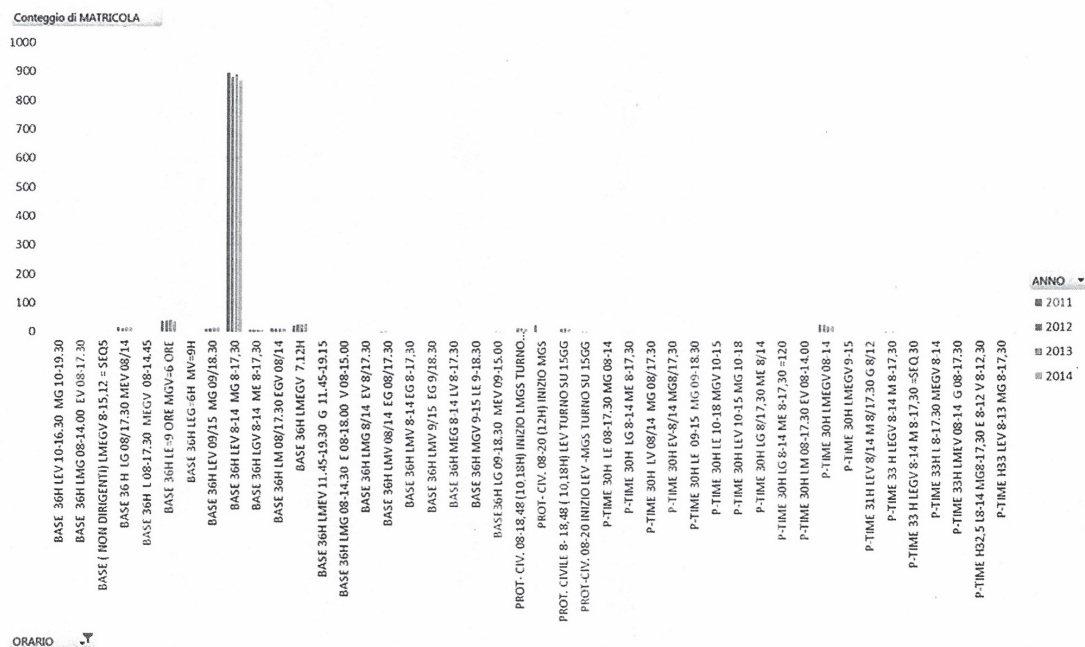 Conteggio di MATRICOLA
1000
900
800
700
600
500
400
300
200
100
0
BASE 36H LEV 10-16.30 MG 10-19.30
BASE 36H LMG 08-14.00 EV 08-17.30
BASE ( NON DIRIGENTI) LMEGV 8-15,12 = SEQ5
BASE 36 H LG 08/17.30 MEV 08/14
BASE 36H L 08-17.30 MEGV 08-14.45
BASE 36H LE=9 ORE MGV=6 ORE
BASE 36H LEG=6H MV=9H
BASE 36H LEV 09/15 MG 09/18.30
BASE 36H LEV 8-14 MG 8-17,30
BASE 36H LGV 8-14 ME 8-17.30
BASE 36H LM 08/17.30 EGV 08/14
BASE 36H LMEGV 7.12H
BASE 36H LMEV 11.45-19.30 G 11.45-19.15
BASE 36H LMG 08-14.30 E 08-18.00 V 08-15.00
BASE 36H LMG 8/14 EV 8/17.30
BASE 36H LMV 08/14 EG 08/17.30
BASE 36H LMV 8-14 EG 8-17,30
BASE 36H LMV 9/15 EG 9/18.30
BASE 36H MEG 8-14 LV8-17.30
BASE 36H MGV 9-15 LE 9-18.30
BASE36H LG 09-18.30 MEV 09-15.00
PROT- CIV. 08-18,48 (10,18H) INIZIO LMGS TURNO...
PROT- CIV. 08-20 (12H) INIZIO MGS
PROT. CIVILE 8- 18,48 ( 10,18H) LEV TURNO SU 15GG
PROT-CIV. 08-20 INIZIO LEV -MGS TURNO SU 15GG
P-TIME 30H LE 08-17.30 MG 08-14
P-TIME 30H LG 8-14 ME 8-17,30
P-TIME 30H LV 08/14 MG 08/17.30
P-TIME 30H EV-8/14 MG8/17.30
P-TIME 30H LE 09-15 MG 09-18.30
P-TIME 30H LE 10-18 MGV 10-15
P-TIME 30H LEV 10-15 MG 10-18
P-TIME 30H LG 8/17,30 ME 8/14
P-TIME 30H LG 8-14 ME 8-17,30 =120
P-TIME 30H LM 08-17.30 EV 08-14.00
P-TIME 30H LMEGV 08-14
P-TIME 30H LMEGV 9-15
P-TIME 31H LEV 8/14 M 8/17.30 G 8/12
P-TIME 33 H LEGV 8-14 M 8-17,30
P-TIME 33 H LEGV 8-14 M 8-17,30 =SEQ.30
P-TIME 33H L 8-17.30 MEGV 8-14
P-TIME 33H LMEV 08-14 G 08-17.30
P-TIME H32,5 L8-14 MG8-17,30 E 8-12 V 8-12,30
P-TIME H33 LEV 8-13 MG 8-17,30
ANNO
2011
2012
2013
2014
ORARIO